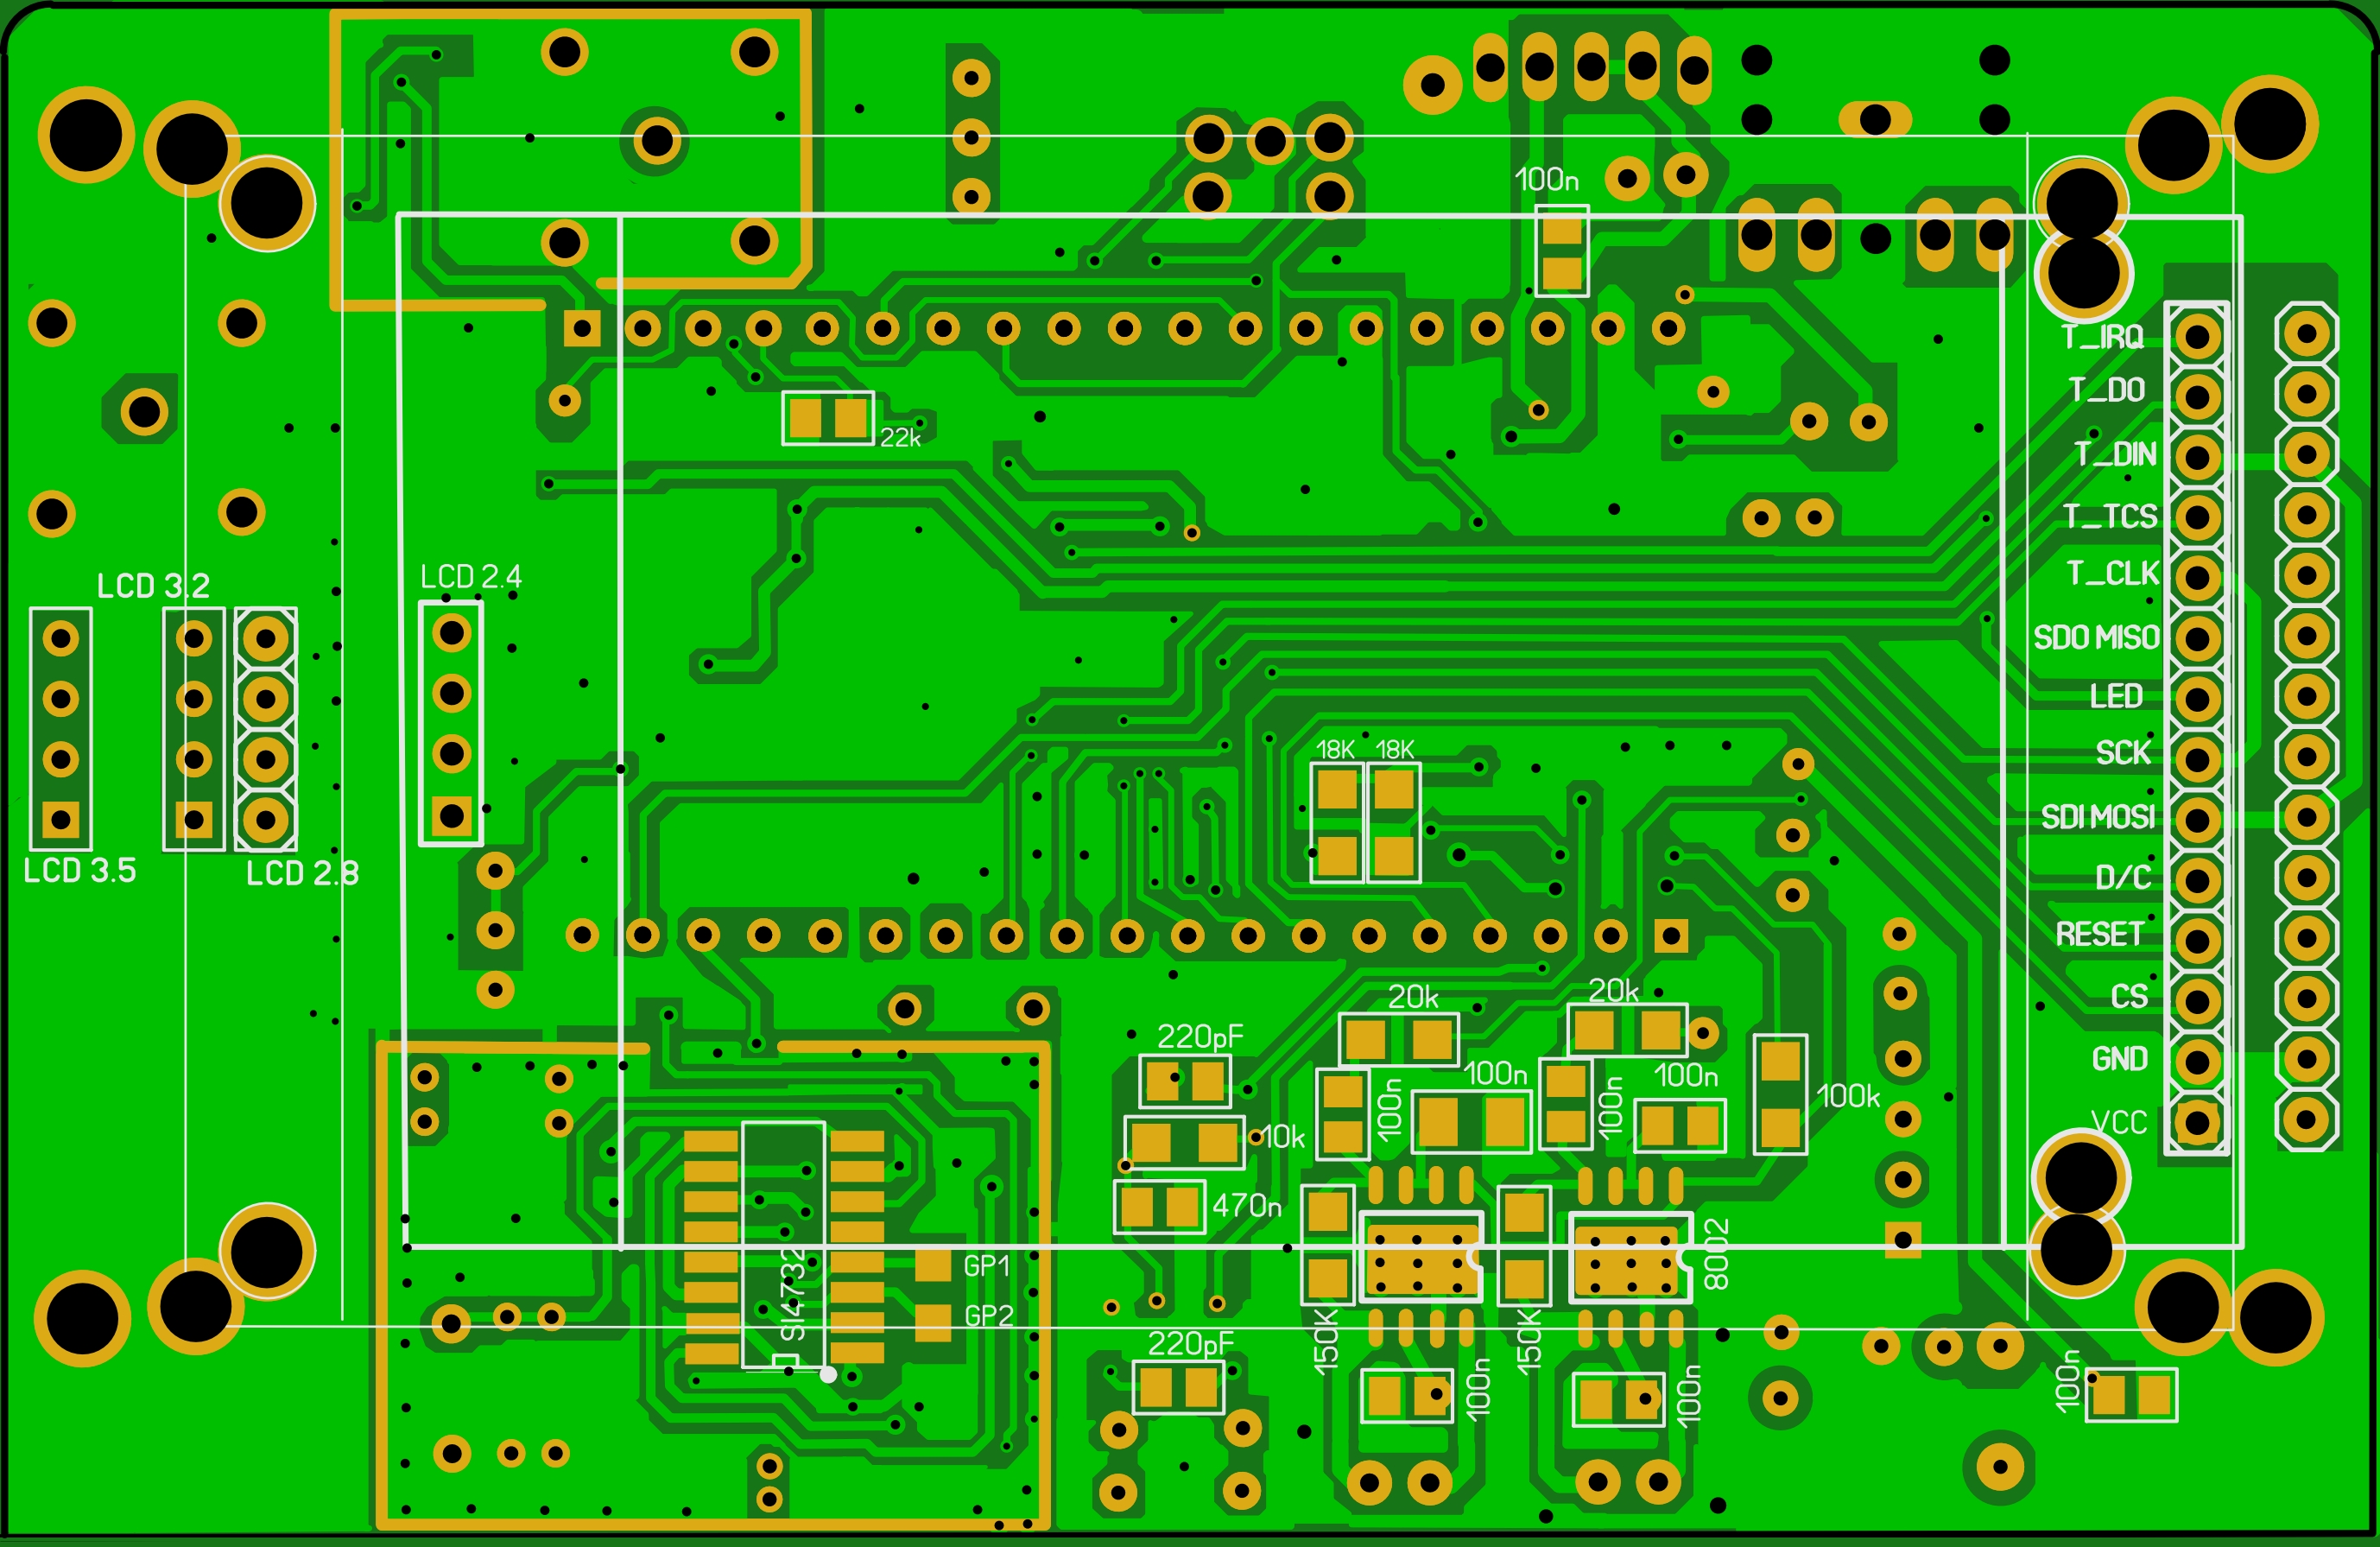 100n
T_IRQ
T_DO
22k
T_DIN
T_TCS
LCD 3.2
LCD 2.4
T_CLK
SDO MISO
LED
18K 18K
SCK
SDI MOSI
LCD 3.5
LCD 2.8
D/C
RESET
20k
20k
CS
220pF
GND
100n
100n
100n
100n
100k
VCC
10k
470n
SI4732
GP1
GP2
8002
220pF
150K
150K
100n
100n
100n